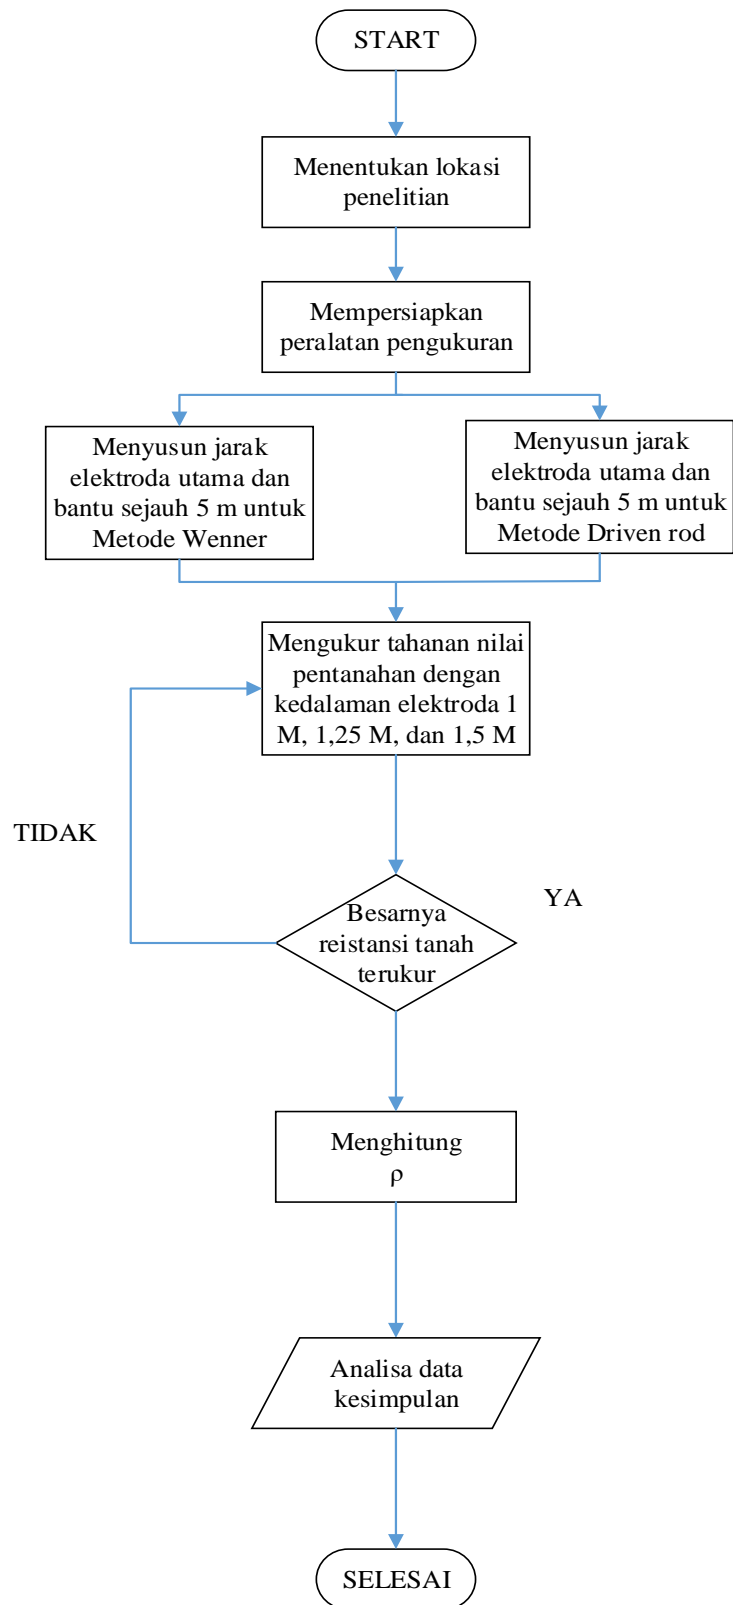 START
Menentukan lokasi
penelitian
Mempersiapkan
peralatan pengukuran
Menyusun jarak
elektroda utama dan
bantu sejauh 5 m untuk
Metode Wenner
Menyusun jarak
elektroda utama dan
bantu sejauh 5 m untuk
Metode Driven rod
Mengukur tahanan nilai
pentanahan dengan
kedalaman elektroda 1
M, 1,25 M, dan 1,5 M
TIDAK
YA
Besarnya
reistansi tanah
terukur
Menghitung
ρ
Analisa data
kesimpulan
SELESAI